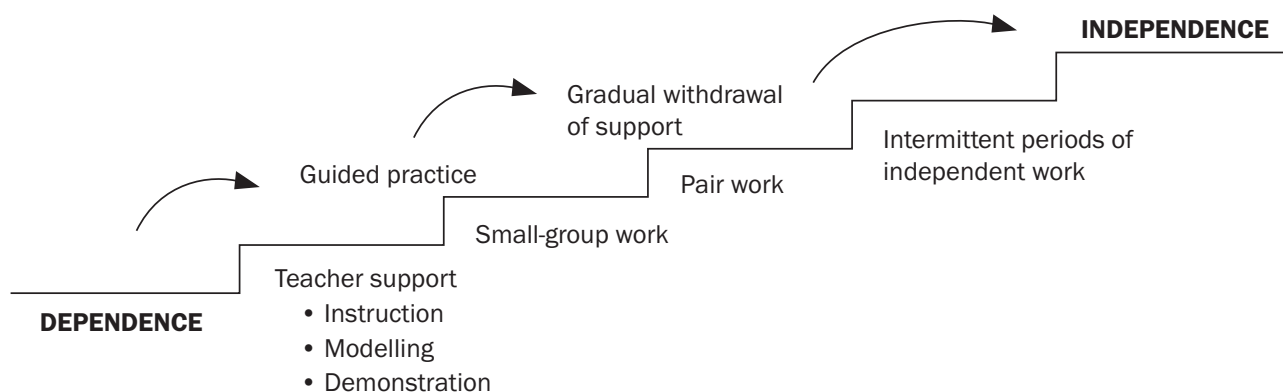 INDEPENDENCE
Gradual withdrawal
of support
Intermittent periods of
independent work
Guided practice
Pair work
Small-group work
Teacher support
• Instruction
• Modelling
• Demonstration
DEPENDENCE